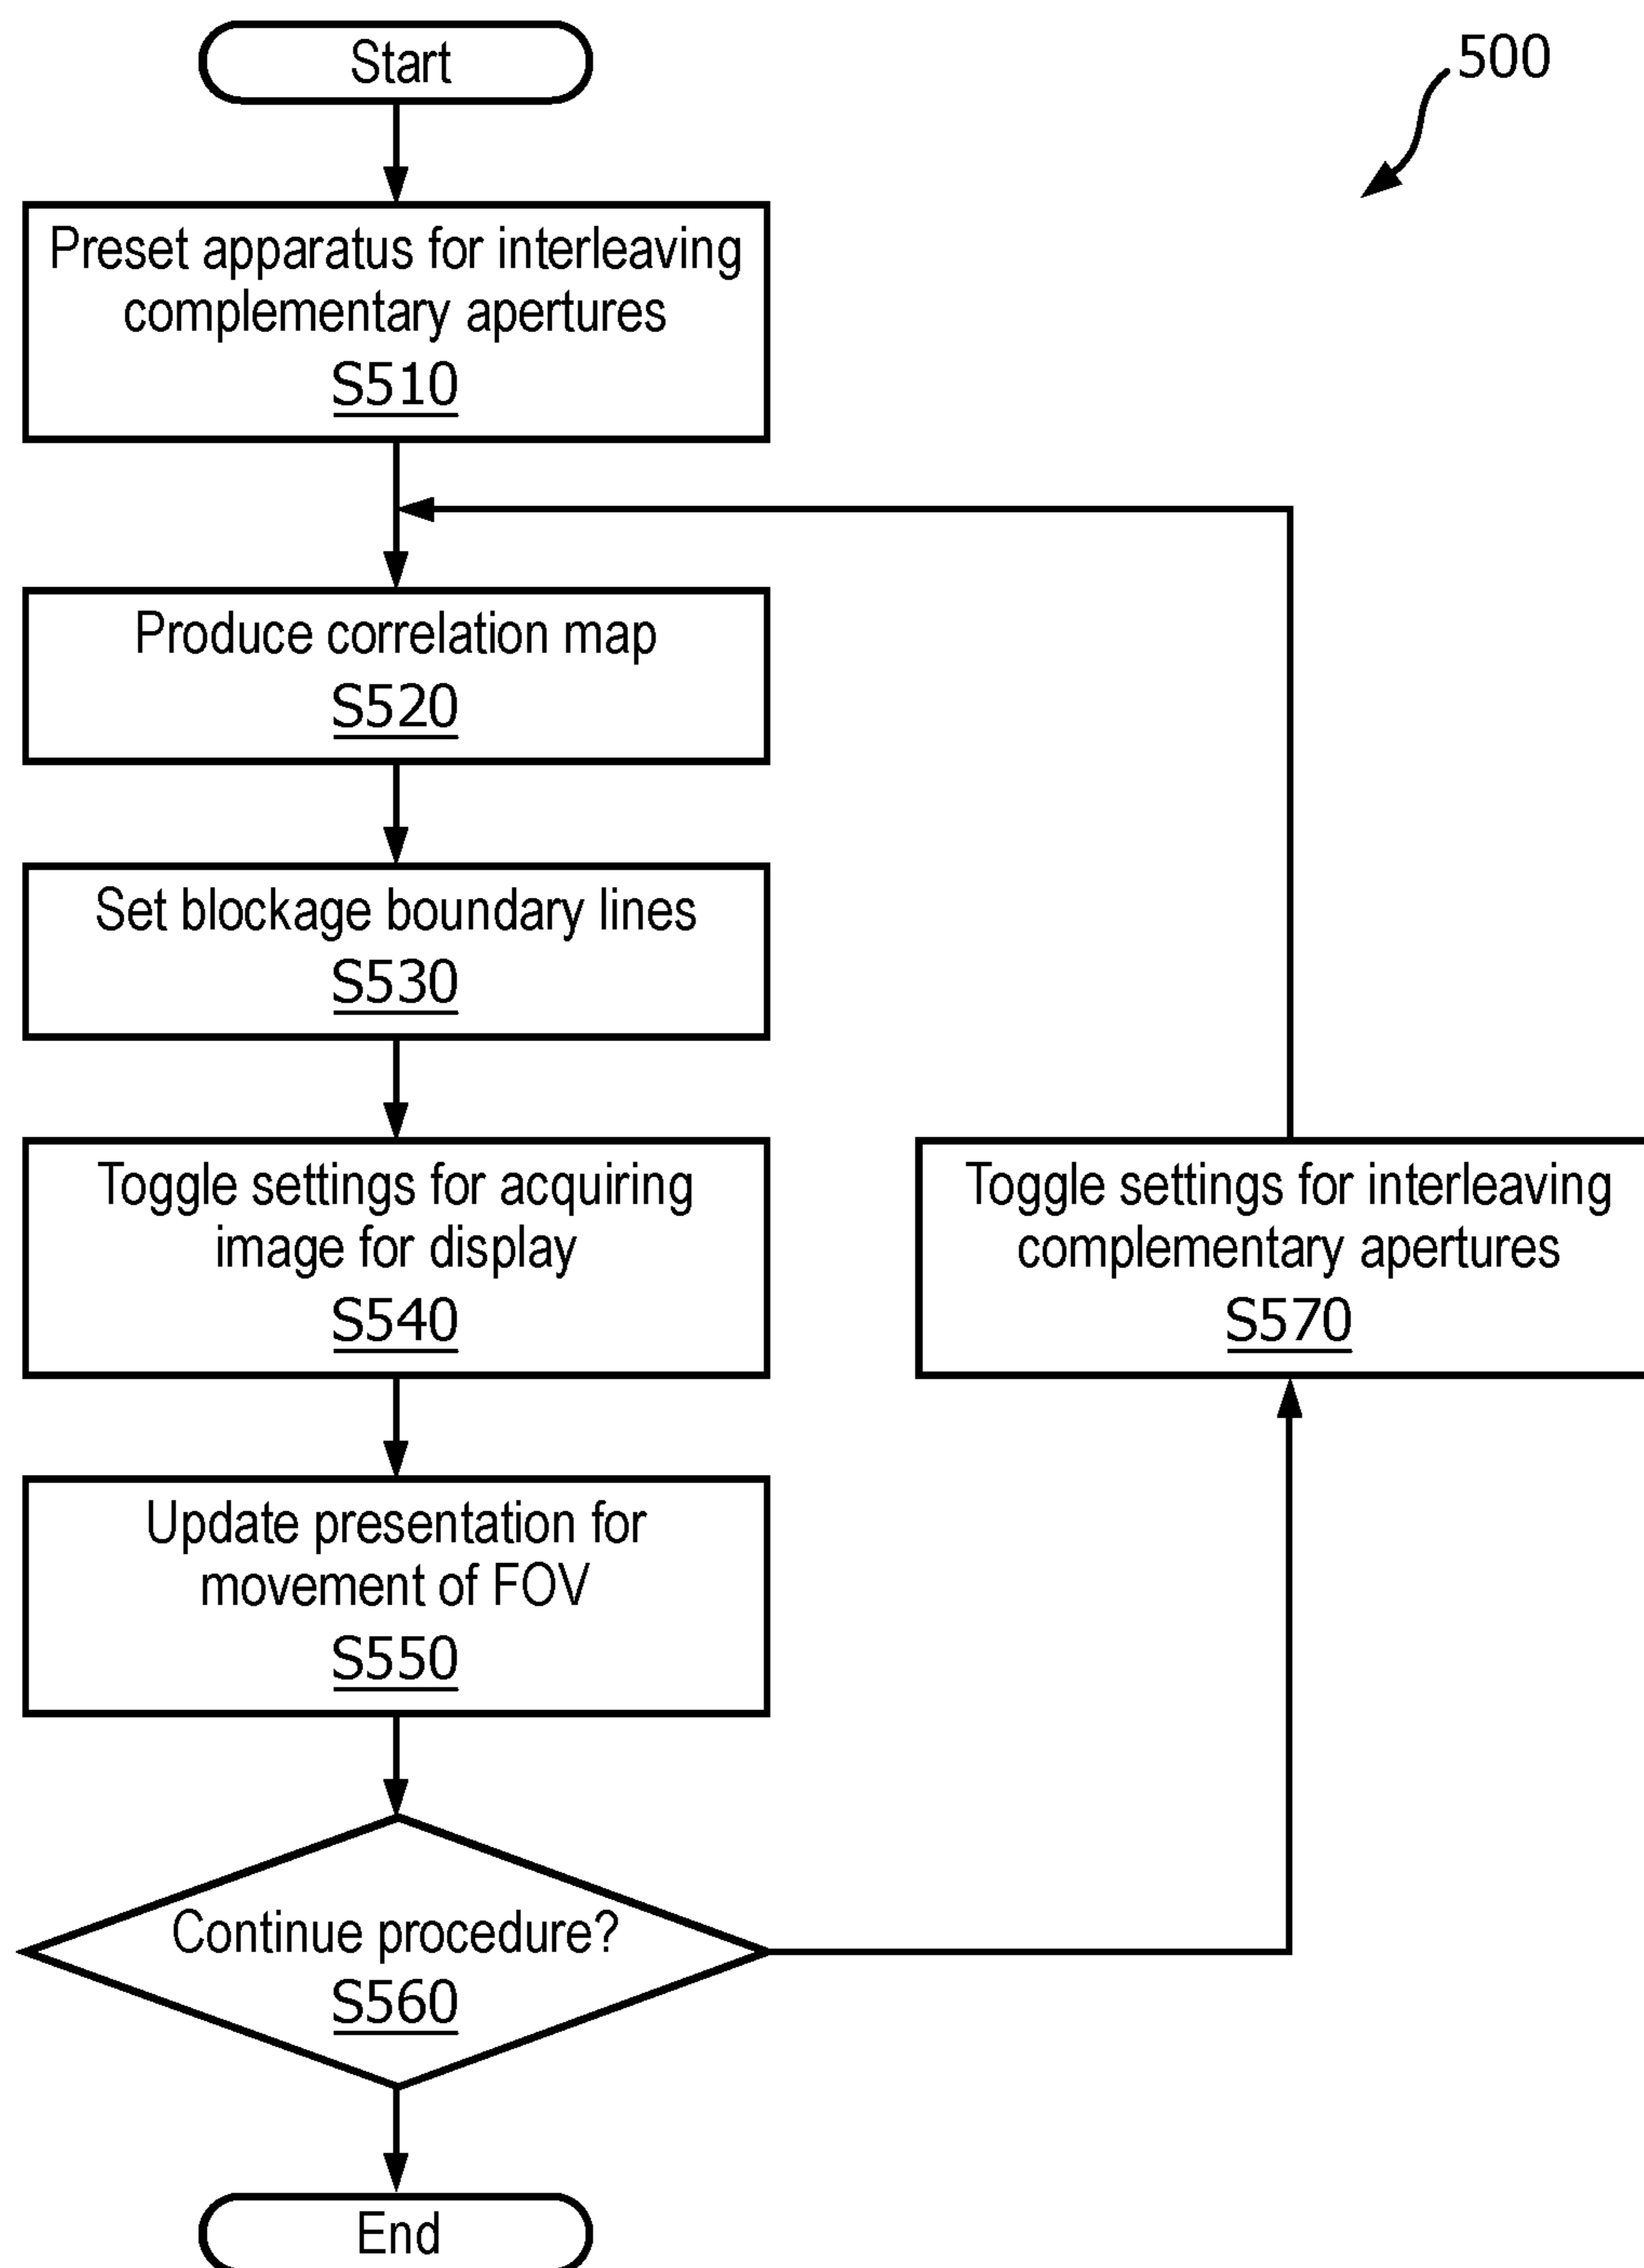 Start
500
Preset apparatus for interleaving
complementary apertures
S510
Produce correlation map
S520
Set blockage boundary lines
S530
Toggle settings for acquiring
image for display
S540
Toggle settings for interleaving
complementary apertures
S570
Update presentation for
movement of FOV
S550
Continue procedure?
S560
End